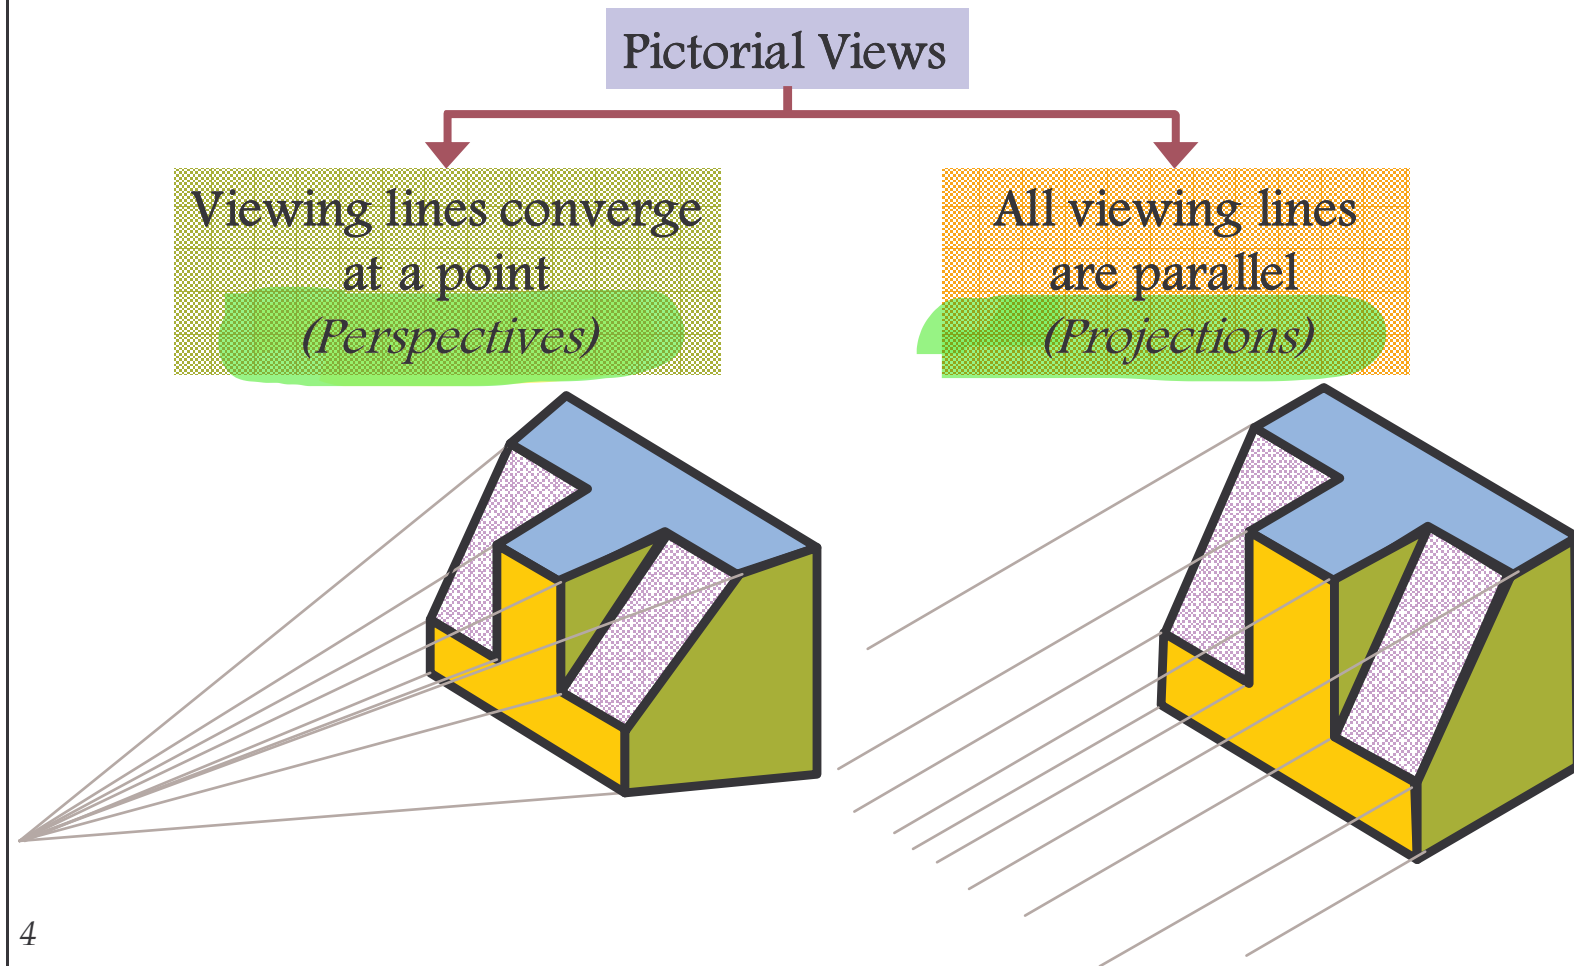 Pictorial Views
Viewing lines converge
at a point
(Perspectives)
All viewing lines
are parallel
(Projections)
4